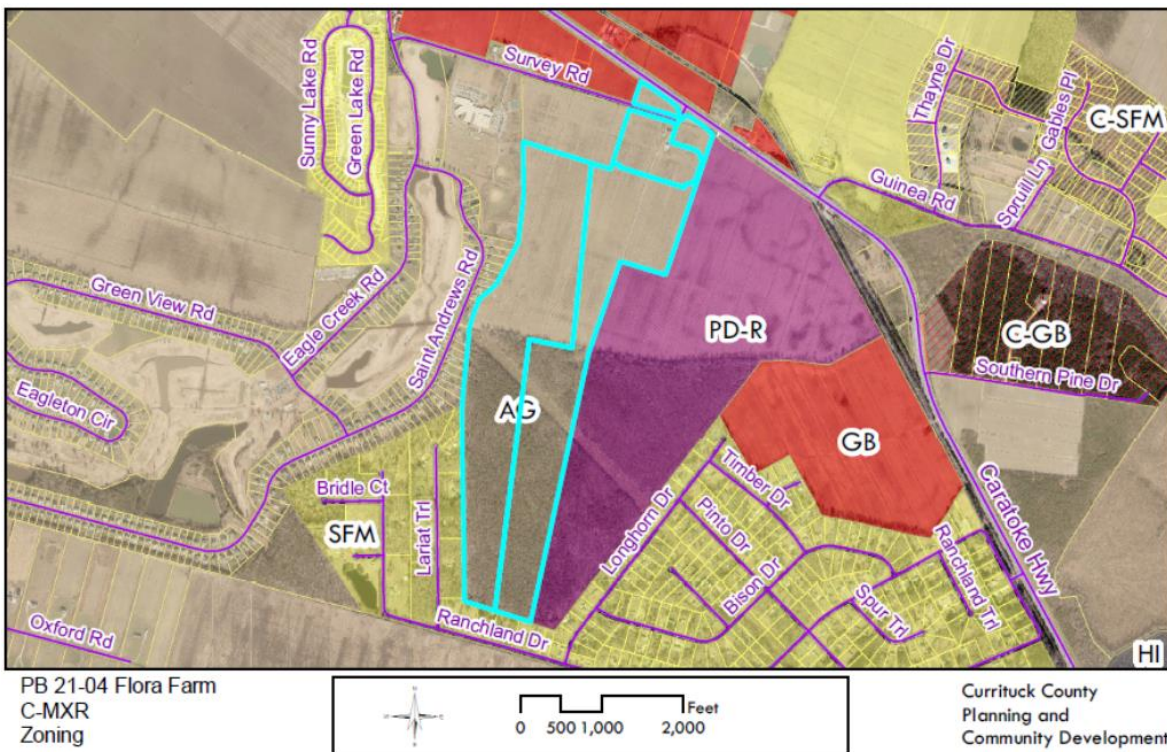 Sunny Lake Rd
Green Lake Rd
Survey Rd
Thayne Dr
Gables Pl
C-SFM
Spruill Ln
Guinea Rd
Green View Rd
Eagle Creek Rd
Saint Andrews Rd
PD-R
C-GB
Southern Pine Dr
Eagleton Cir
AG
GB
Caratoke Hwy
Bridle Ct
SFM
Lariat Trl
Longhorn Dr
Timber Dr
Pinto Dr
Bison Dr
Spur Trl
Ranchland Trl
Ranchland Dr
Oxford Rd
HI
PB 21-04 Flora Farm
C-MXR
Zoning
Feet
0 500 1,000 2,000
Currituck County
Planning and
Community Development